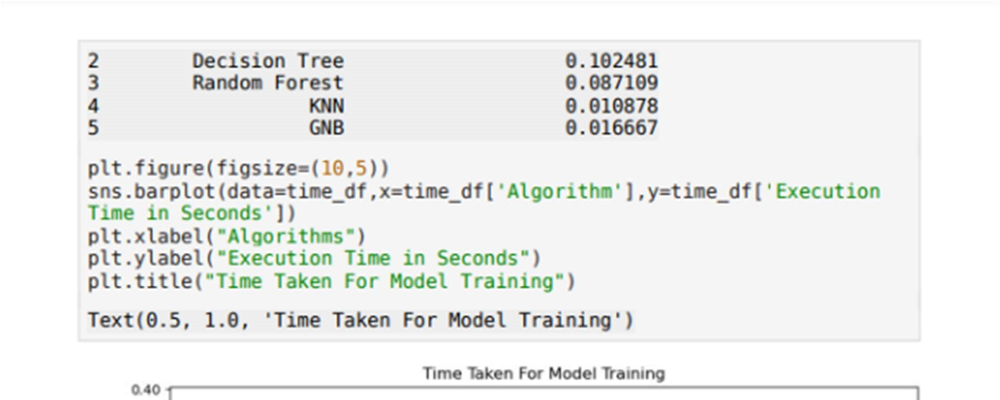 2        Decision Tree                   0.102481
3        Random Forest                   0.087109
4                  KNN                   0.010878
5                  GNB                   0.016667
plt.figure(figsize=(10,5))
sns.barplot(data=time_df,x=time_df['Algorithm'],y=time_df['Execution
Time in Seconds'])
plt.xlabel("Algorithms")
plt.ylabel("Execution Time in Seconds")
plt.title("Time Taken For Model Training")
Text(0.5, 1.0, 'Time Taken For Model Training')
Time Taken For Model Training
0.40